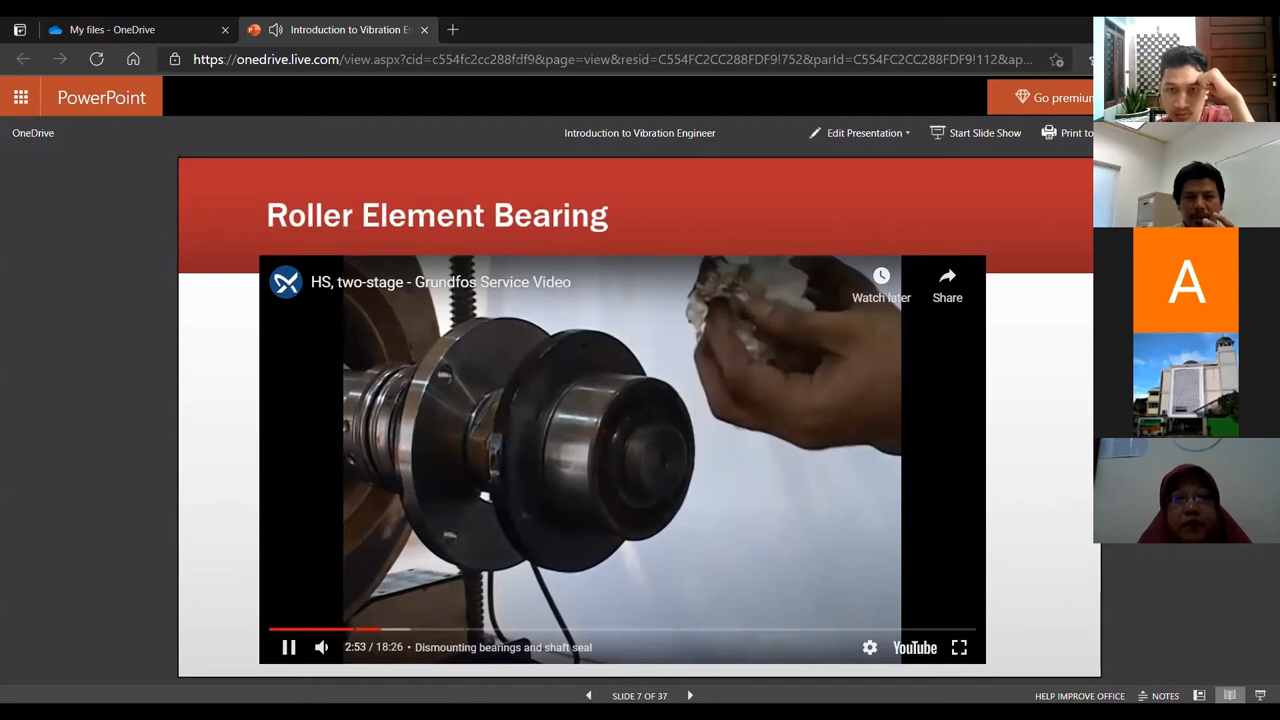 My files - OneDrive
Introduction to Vibration E
https://onedrive.live.com/view.aspx?cid=c554fc2cc288fdf9&page=view&resid=C554FC2CC288FDF9!752&parId=C554FC2CC288FDF9!112&ap...
PowerPoint
Go premium
OneDrive
Introduction to Vibration Engineer
Edit Presentation
Start Slide Show
Print to
Roller Element Bearing
HS, two-stage - Grundfos Service Video
Watch later
Share
A
2:53 / 18:26 • Dismounting bearings and shaft seal
YouTube
SLIDE 7 OF 37
HELP IMPROVE OFFICE
NOTES